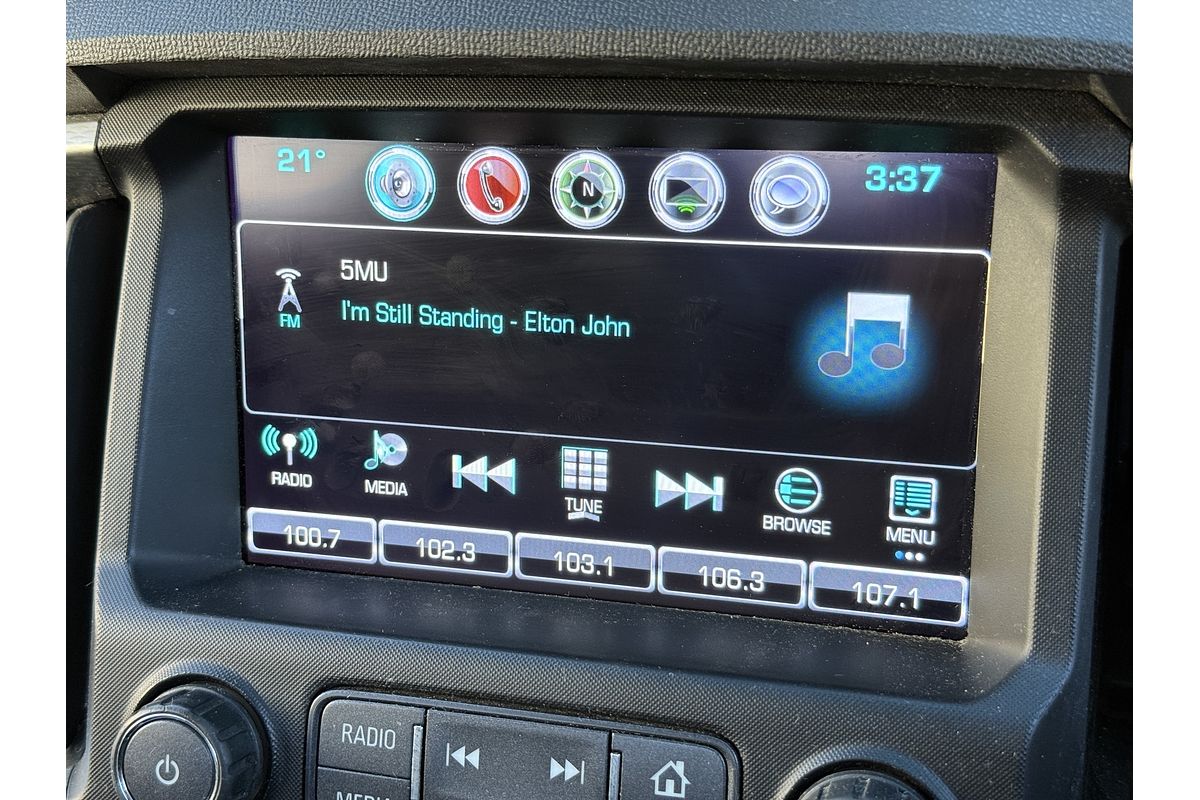 21°
N
3:37
5MU
FM
I'm Still Standing - Elton John
RADIO
MEDIA
TUNE
BROWSE
MENU
100.7
102.3
103.1
106.3
107.1
RADIO
MEDIA